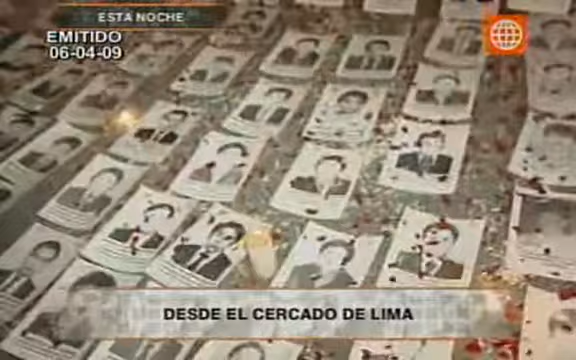 ESTA NOCHE
EMITIDO
06-04-09
DESDE EL CERCADO DE LIMA